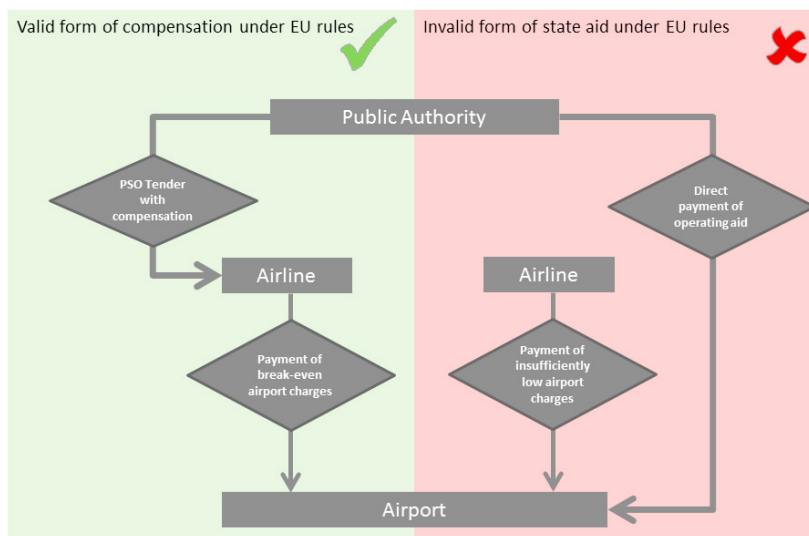 Valid form of compensation under EU rules
Invalid form of state aid under EU rules
Public Authority
PSO Tender
with
compensation
Direct
payment of
operating aid
Airline
Airline
Payment of
break-even
airport charges
Payment of
insufficiently
low airport
charges
Airport